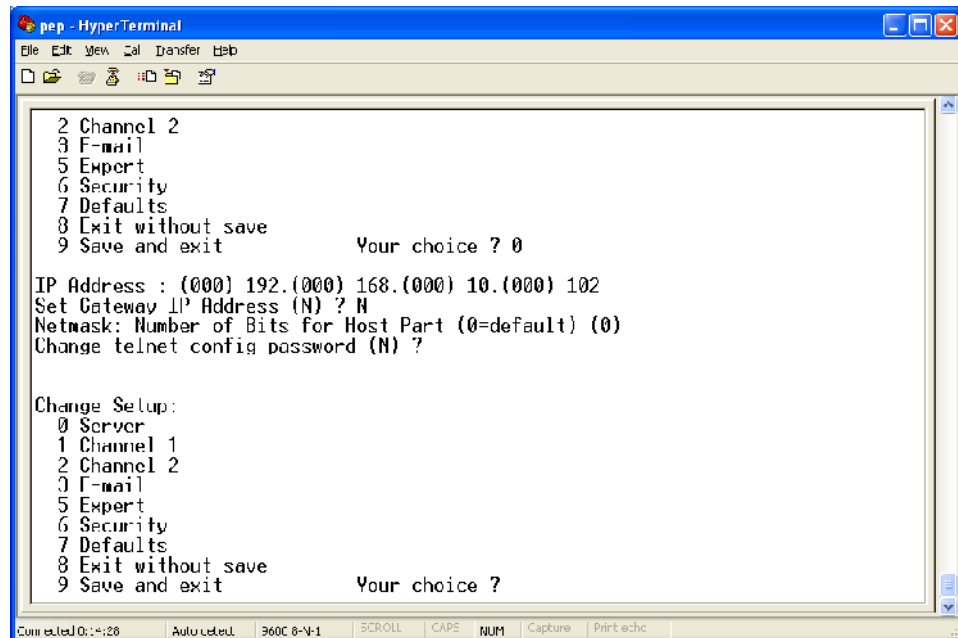 pep - HyperTerminal
File Edit View Call Transfer Help
2 Channel 2
3 E-mail
5 Expert
6 Security
7 Defaults
8 Exit without save
9 Save and exit Your choice ? 0
IP Address : (000) 192.(000) 168.(000) 10.(000) 102
Set Gateway IP Address (N) ? N
Netmask: Number of Bits for Host Part (0=default) (0)
Change telnet config password (N) ?
Change Setup:
0 Server
1 Channel 1
2 Channel 2
3 E-mail
5 Expert
6 Security
7 Defaults
8 Exit without save
9 Save and exit Your choice ?
Connected 0:14:28 Auto detect 9600 8-N-1 SCROLL CAPS NUM Capture Print echo